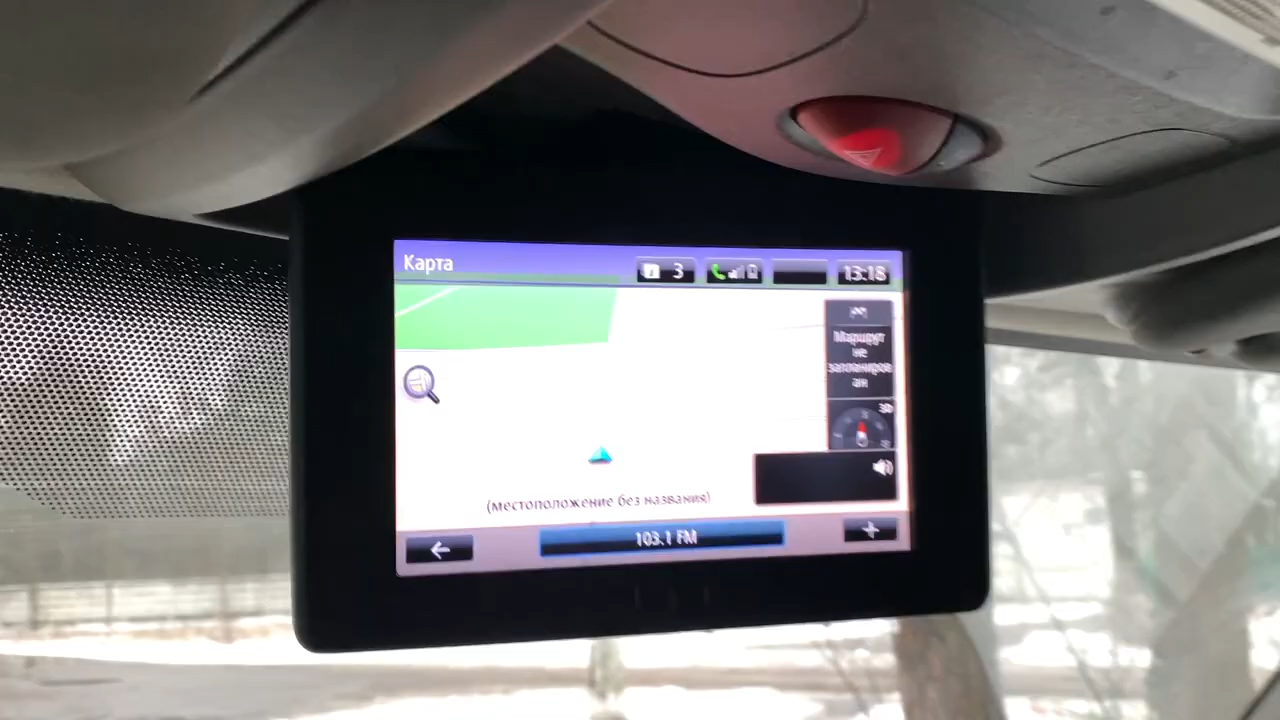 Карта
3
13:18
Маршрут
не
запланиров
ан
3D
(местоположение без названия)
103.1 FM